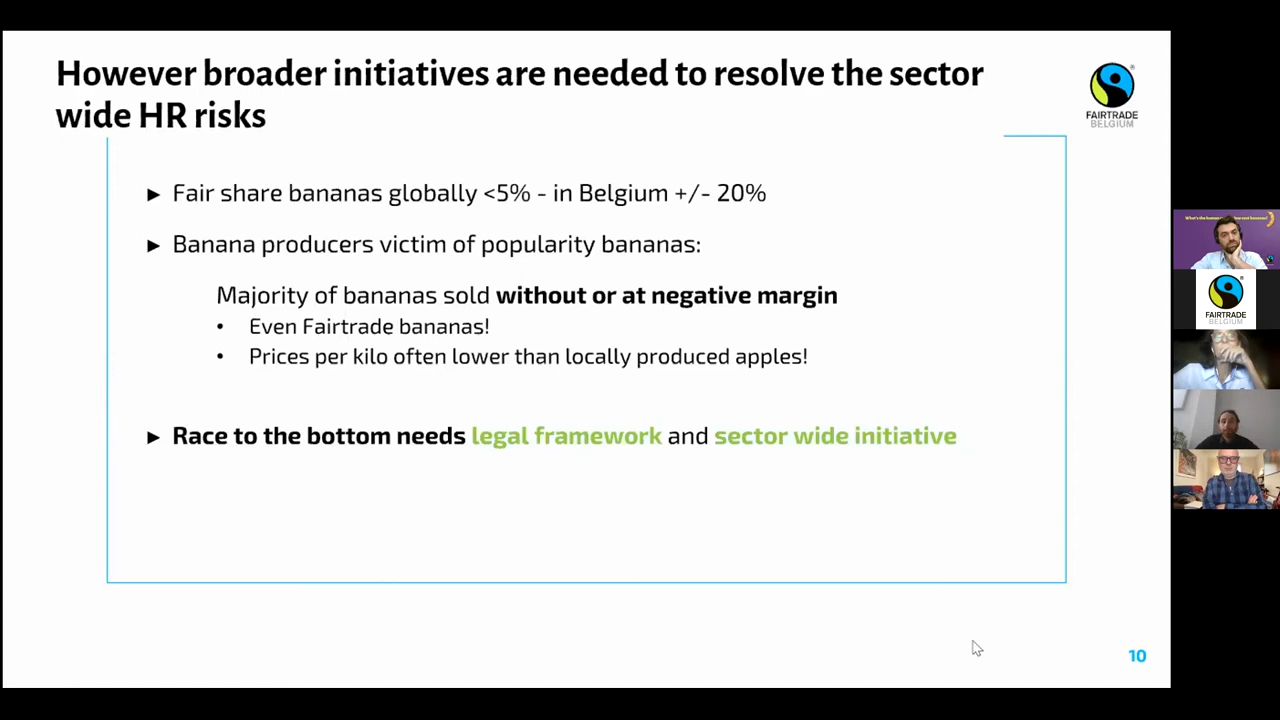 However broader initiatives are needed to resolve the sector
wide HR risks
FAIRTRADE
BELGIUM
► Fair share bananas globally <5% - in Belgium +/- 20%
► Banana producers victim of popularity bananas:
Majority of bananas sold without or at negative margin
• Even Fairtrade bananas!
• Prices per kilo often lower than locally produced apples!
► Race to the bottom needs legal framework and sector wide initiative
10
FAIRTRADE
BELGIUM